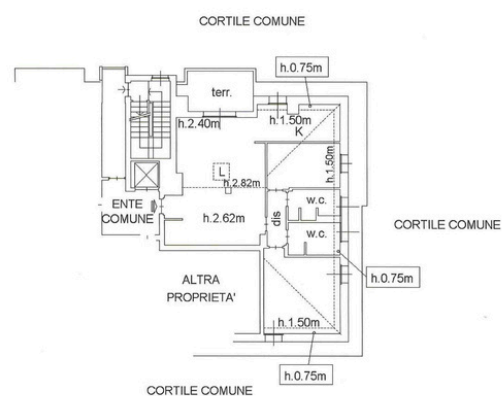 CORTILE COMUNE
h.0.75m
terr.
h.1.50m
h.2.40m
K
h.1.50m
L
h.2.82m
ENTE
COMUNE
w.c.
h.2.62m
dis
w.c.
CORTILE COMUNE
ALTRA
PROPRIETA'
h.0.75m
h.1.50m
h.0.75m
CORTILE COMUNE